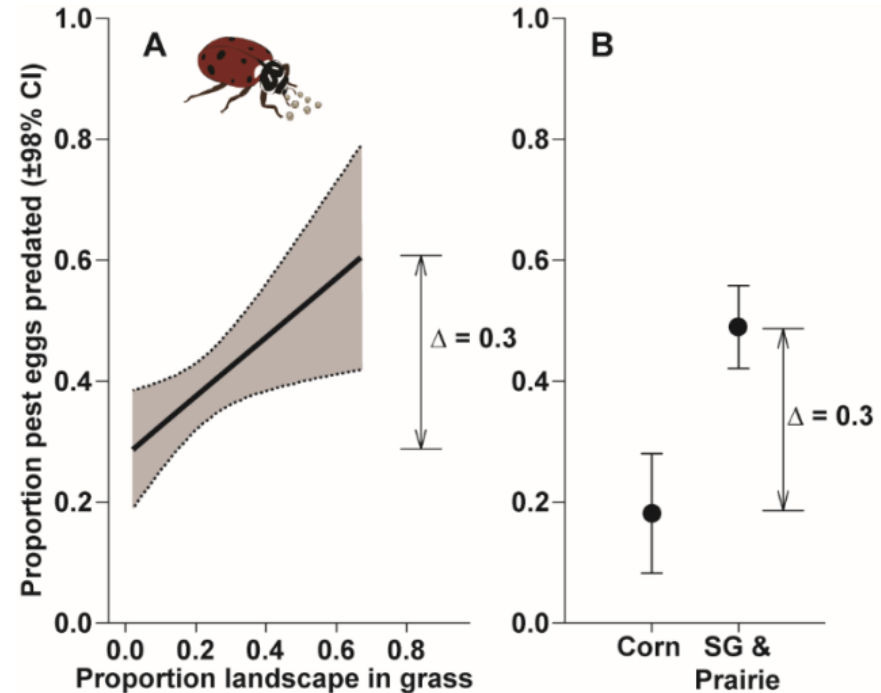 Proportion pest eggs predated (±98% CI)
A
1.0
0.8
0.6
0.4
0.2
0.0
0.0 0.2 0.4 0.6 0.8
Proportion landscape in grass
Δ = 0.3
B
1.0
0.8
0.6
0.4
0.2
0.0
Δ = 0.3
Corn SG &
Prairie